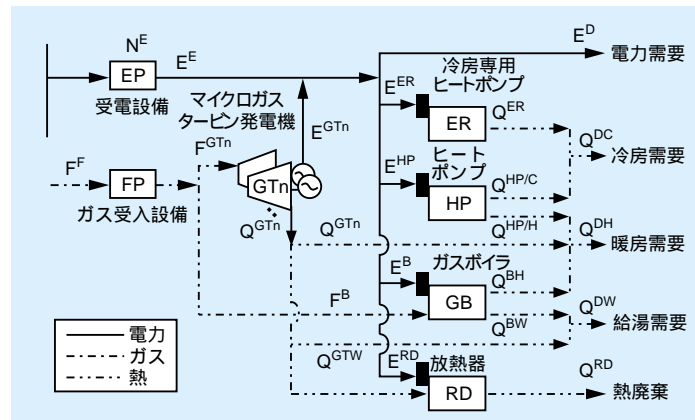 N^E
E^E
E^D
EP
受電設備
電力需要
マイクロガス
タービン発電機
冷房専用
ヒートポンプ
E^ER
ER
Q^ER
E^GTn
F^GTn
Q^DC
冷房需要
F^F
FP
ガス受入設備
GTn
ヒート
ポンプ
E^HP
HP
Q^HP/C
Q^HP/H
Q^GTn
Q^GTn
Q^DH
暖房需要
ガスボイラ
E^B
GB
Q^BH
F^B
Q^BW
Q^DW
給湯需要
Q^GTW
E^RD
放熱器
RD
Q^RD
熱廃棄
電力
ガス
熱